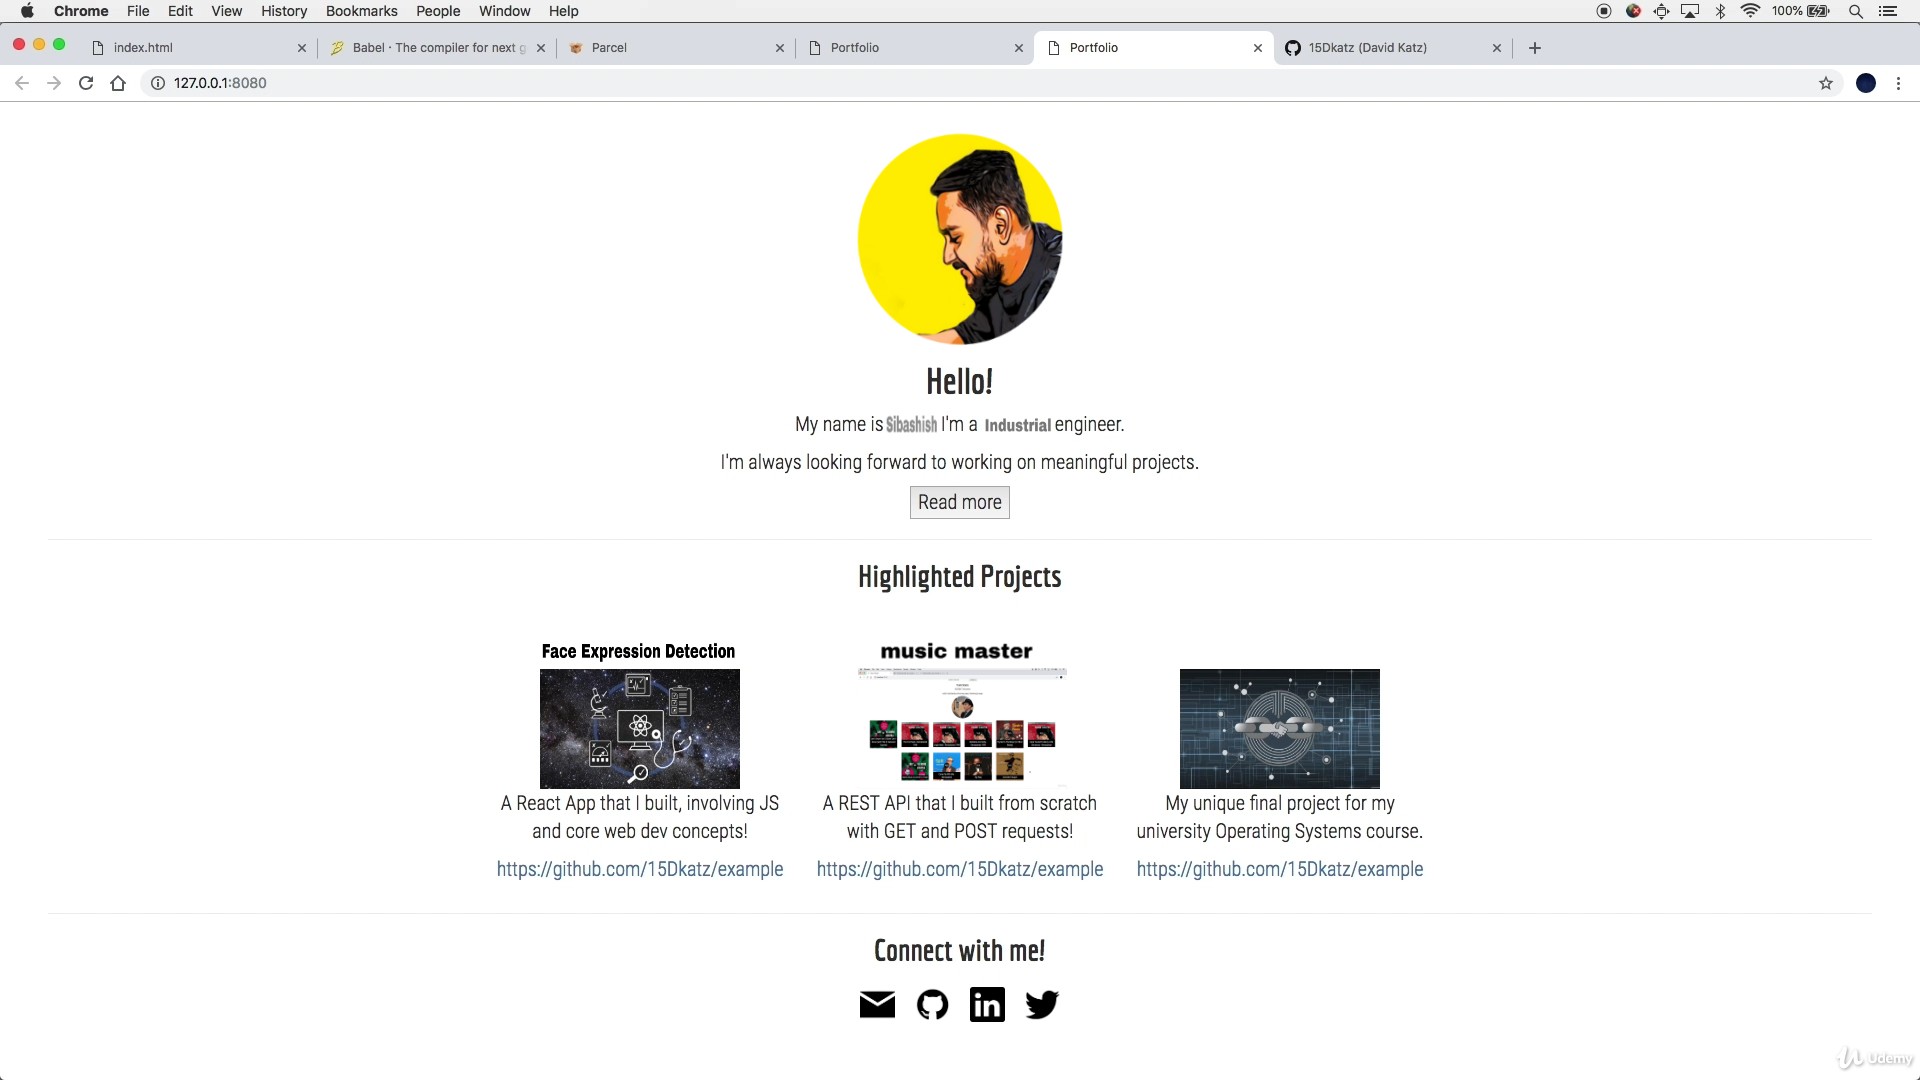 Chrome File Edit View History Bookmarks People Window Help 100%
index.html Babel · The compiler for next g Parcel Portfolio Portfolio 15Dkatz (David Katz)
127.0.0.1:8080
Hello!
My name is Sibashish I'm a Industrial engineer.
I'm always looking forward to working on meaningful projects.
Read more
Highlighted Projects
Face Expression Detection
music master
A React App that I built, involving JS
and core web dev concepts!
https://github.com/15Dkatz/example
A REST API that I built from scratch
with GET and POST requests!
https://github.com/15Dkatz/example
My unique final project for my
university Operating Systems course.
https://github.com/15Dkatz/example
Connect with me!
in
Udemy